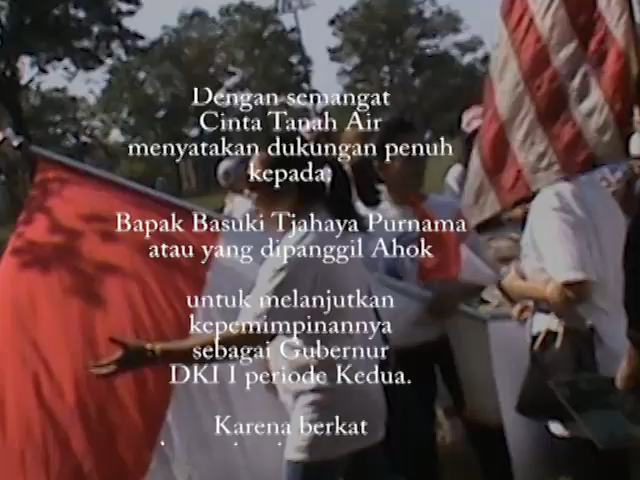 Dengan semangat
Cinta Tanah Air
menyatakan dukungan penuh
kepada;
Bapak Basuki Tjahaya Purnama
atau yang dipanggil Ahok
untuk melanjutkan
kepemimpinannya
sebagai Gubernur
DKI I periode Kedua.
Karena berkat